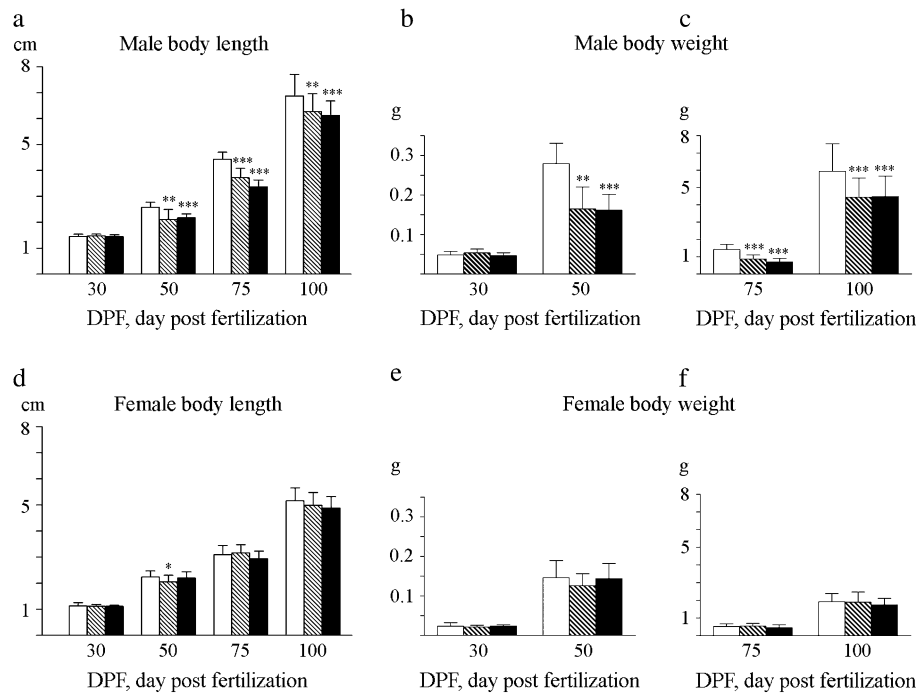 a
b
c
cm
Male body length
Male body weight
8
5
1
** ***
*** ***
** ***
30 50 75 100
DPF, day post fertilization
g
0.3
0.2
0.1
** ***
30 50
DPF, day post fertilization
8
5
1
*** ***
*** ***
75 100
DPF, day post fertilization
d
e
f
cm
Female body length
Female body weight
8
5
1
*
30 50 75 100
DPF, day post fertilization
g
0.3
0.2
0.1
30 50
DPF, day post fertilization
g
8
5
1
75 100
DPF, day post fertilization